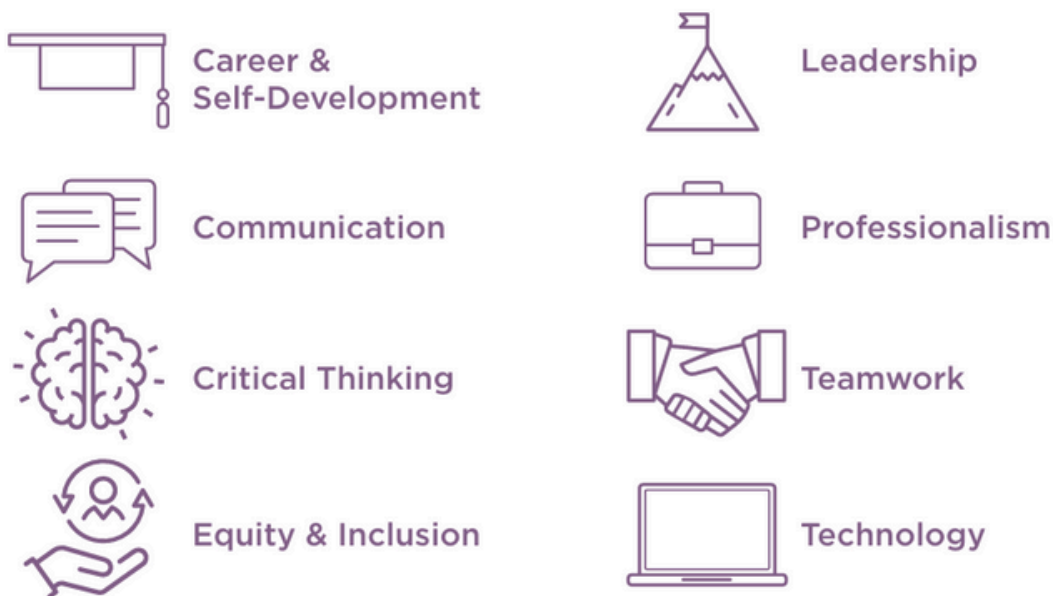 Career &
Self-Development
Communication
Critical Thinking
Equity & Inclusion
Leadership
Professionalism
Teamwork
Technology